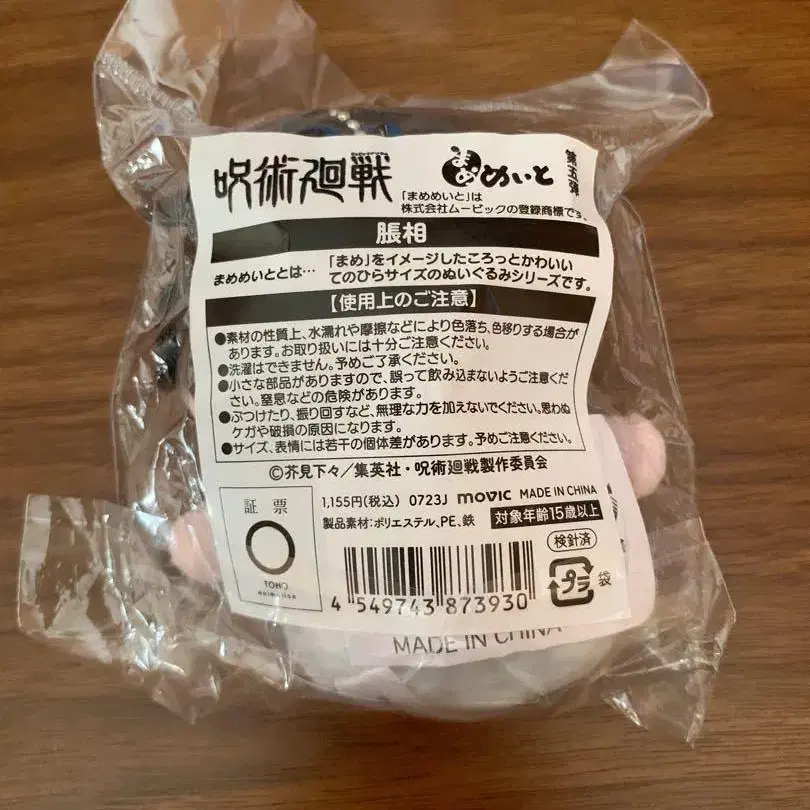 呪術廻戦
まめめいと
第五弾
「まめめいと」は
株式会社ムービックの登録商標です。
脹相
まめめいととは…
「まめ」をイメージしたころっとかわいい
てのひらサイズのぬいぐるみシリーズです。
【使用上のご注意】
●素材の性質上、水濡れや摩擦などにより色落ち、色移りする場合が
あります。お取り扱いには十分ご注意ください。
●洗濯はできません。予めご了承ください。
●小さな部品がありますので、誤って飲み込まないようご注意くだ
さい。窒息などの危険があります。
●ぶつけたり、振り回すなど、無理な力を加えないでください。思わぬ
ケガや破損の原因になります。
●サイズ、表情には若干の個体差があります。予めご注意ください。
©芥見下々／集英社・呪術廻戦製作委員会
証票
TOHO
animation
1,155円(税込) 0723J movic MADE IN CHINA
製品素材:ポリエステル、PE、鉄
対象年齢15歳以上
検針済
プラ
袋
4 549743 873930
MADE IN CHINA